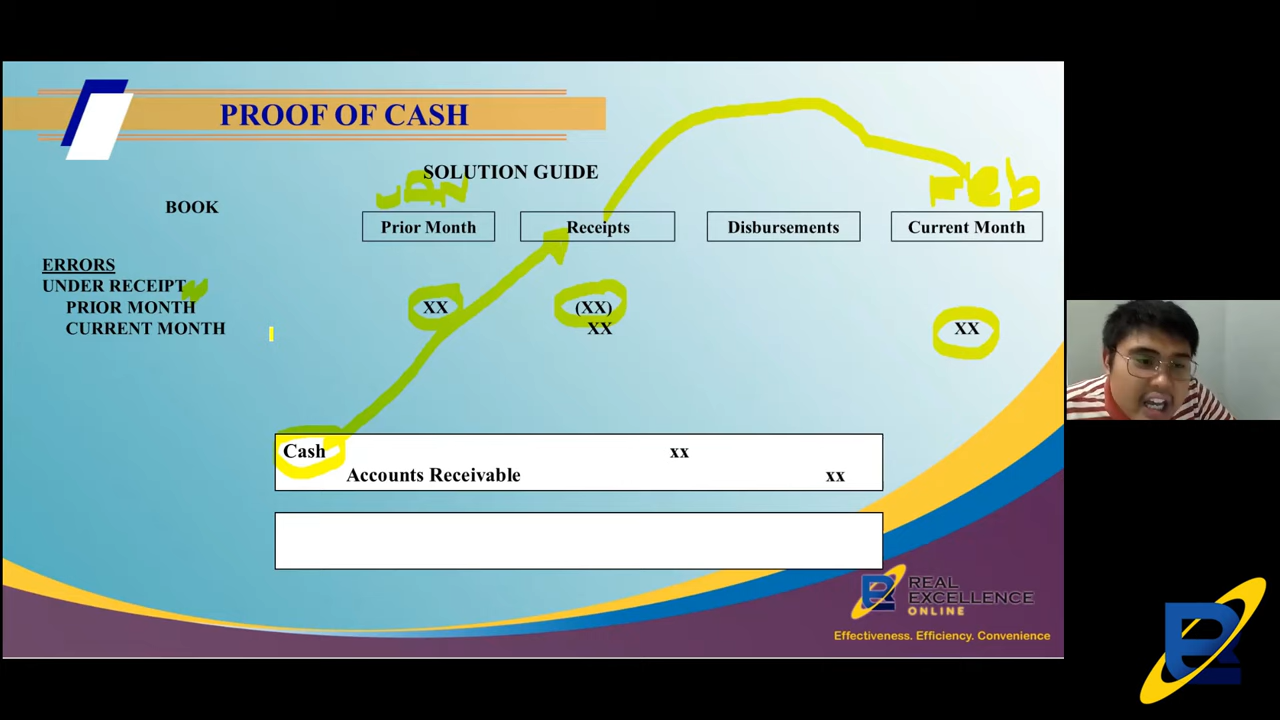 PROOF OF CASH
SOLUTION GUIDE
Feb
BOOK
Prior Month Receipts Disbursements Current Month
ERRORS
UNDER RECEIPT
PRIOR MONTH XX (XX)
CURRENT MONTH XX XX
Cash xx
Accounts Receivable xx
REAL
EXCELLENCE
ONLINE
Effectiveness. Efficiency. Convenience